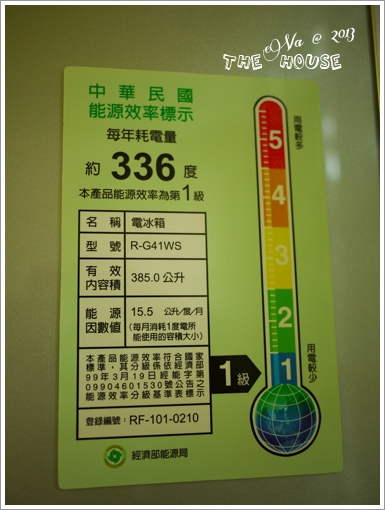 eNa @ 2013
THE HOUSE
中華民國
能源效率標示
每年耗電量
約 336 度
本產品能源效率為第1級
名稱 電冰箱
型號 R-G41WS
有效內容積 385.0 公升
能源因數值 15.5 公升/度/月
(每月消耗1度電所
能使用的容積大小)
本產品能源效率符合國家
標準,其分級係依經濟部
99年3月19日經能字第
09904601530號公告之
能源效率分級基準表標示
登錄編號：RF-101-0210
經濟部能源局
用電較多
5
4
3
2
1
用電較少
1級